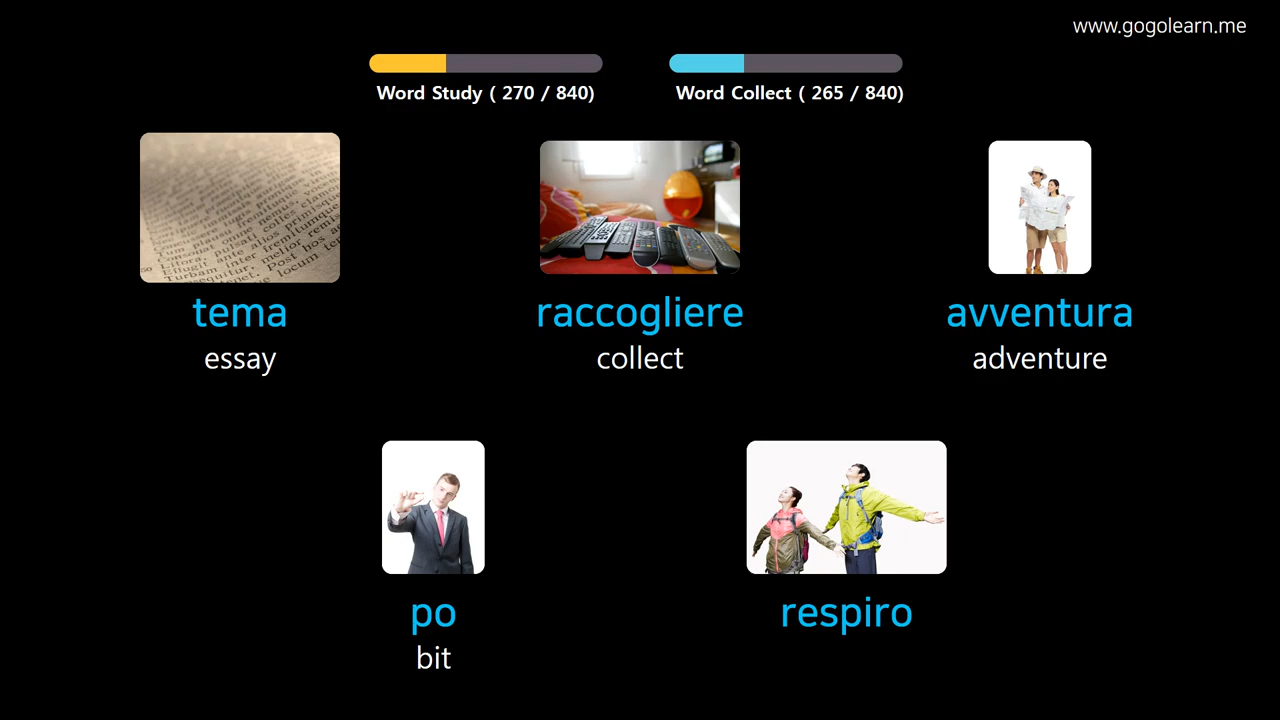 www.gogolearn.me
Word Study ( 270 / 840)
Word Collect ( 265 / 840)
tema
essay
raccogliere
collect
avventura
adventure
po
bit
respiro